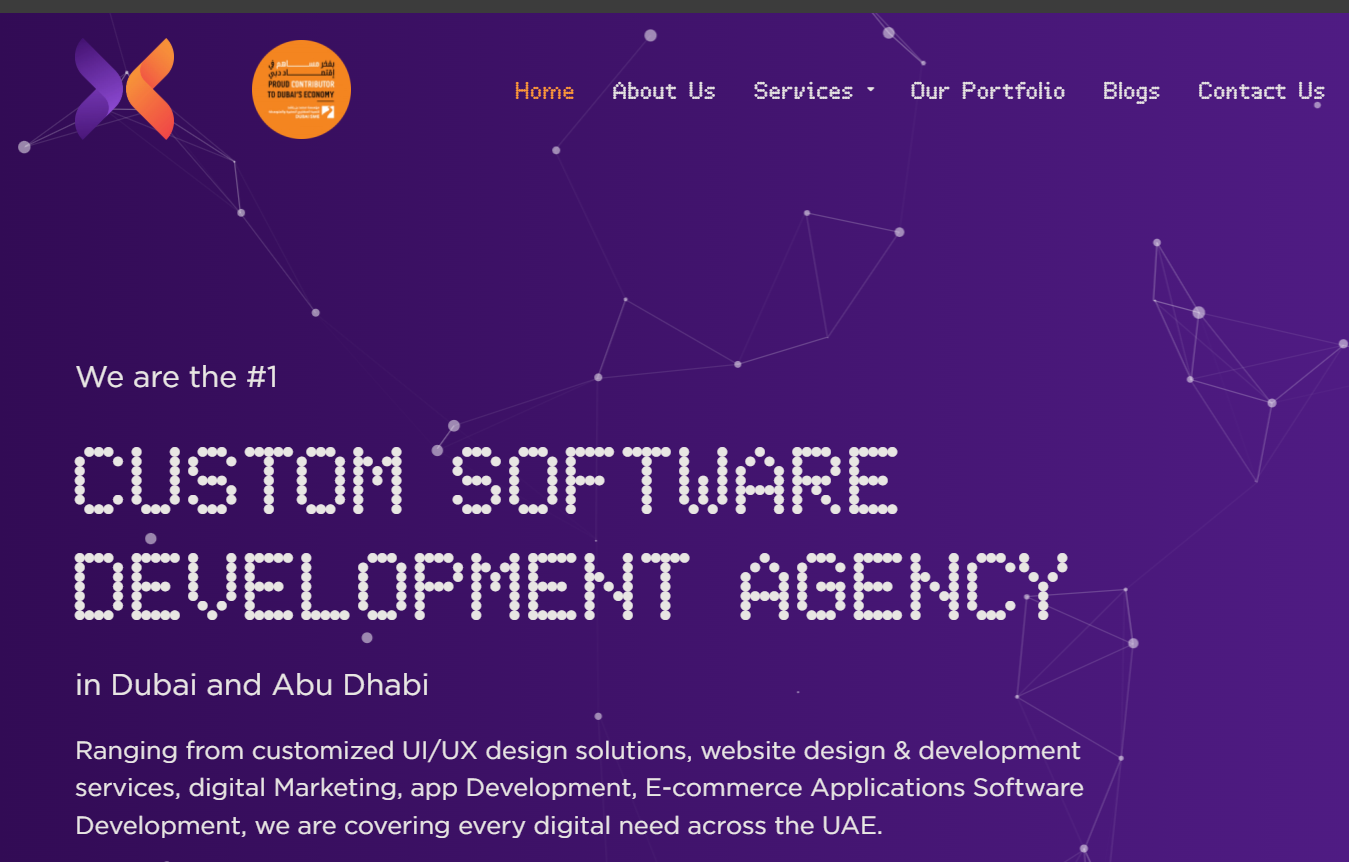 بفخر مســـــاهم في
إقتصـــــاد دبي
PROUD CONTRIBUTOR
TO DUBAI'S ECONOMY
Home About Us Services Our Portfolio Blogs Contact Us
We are the #1
CUSTOM SOFTWARE
DEVELOPMENT AGENCY
in Dubai and Abu Dhabi
Ranging from customized UI/UX design solutions, website design & development
services, digital Marketing, app Development, E-commerce Applications Software
Development, we are covering every digital need across the UAE.